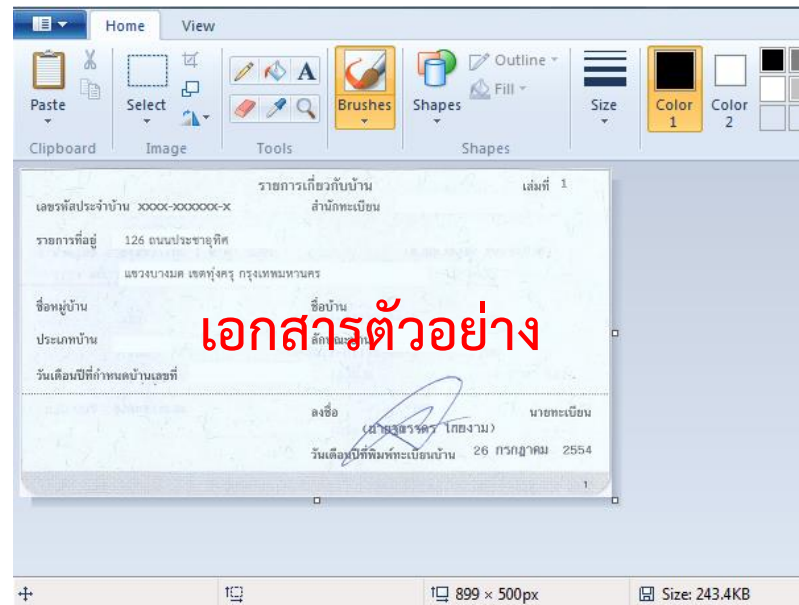 Home View
Paste
Select
Brushes
Shapes
Outline
Fill
Size
Color 1
Color 2
Clipboard
Image
Tools
Shapes
รายการเกี่ยวกับบ้าน เล่มที่ 1
เลขรหัสประจำบ้าน xxxx-xxxxxx-x สำนักทะเบียน
รายการที่อยู่ 126 ถนนประชาอุทิศ
แขวงบางมด เขตทุ่งครุ กรุงเทพมหานคร
ชื่อหมู่บ้าน ชื่อบ้าน
เอกสารตัวอย่าง
ประเภทบ้าน
วันเดือนปีที่กำหนดบ้านเลขที่
ลงชื่อ นายทะเบียน
วันเดือนปีที่พิมพ์ทะเบียนบ้าน 26 กรกฎาคม 2554
1
899 × 500px
Size: 243.4KB